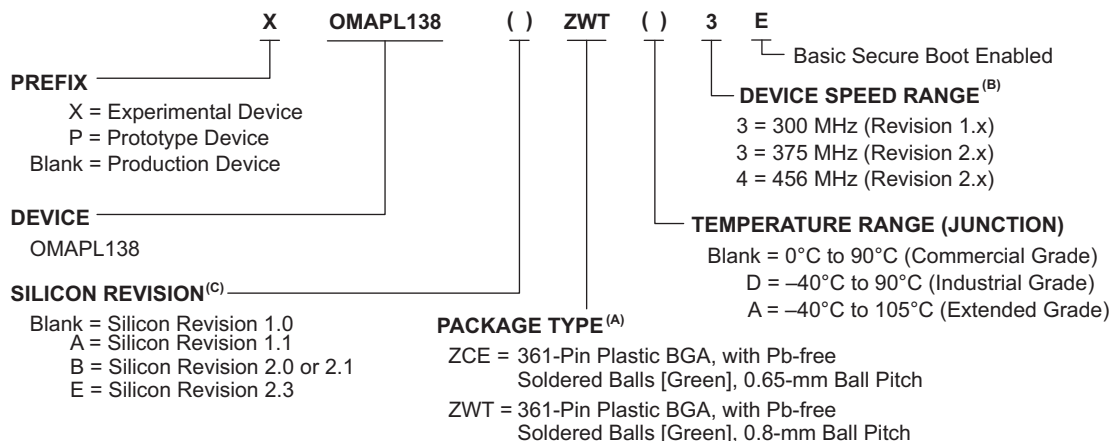 X OMAPL138 ( ) ZWT ( ) 3 E
Basic Secure Boot Enabled
PREFIX
X = Experimental Device
P = Prototype Device
Blank = Production Device
DEVICE SPEED RANGE(B)
3 = 300 MHz (Revision 1.x)
3 = 375 MHz (Revision 2.x)
4 = 456 MHz (Revision 2.x)
DEVICE
OMAPL138
TEMPERATURE RANGE (JUNCTION)
Blank = 0°C to 90°C (Commercial Grade)
D = –40°C to 90°C (Industrial Grade)
A = –40°C to 105°C (Extended Grade)
SILICON REVISION(C)
Blank = Silicon Revision 1.0
A = Silicon Revision 1.1
B = Silicon Revision 2.0 or 2.1
E = Silicon Revision 2.3
PACKAGE TYPE(A)
ZCE = 361-Pin Plastic BGA, with Pb-free
Soldered Balls [Green], 0.65-mm Ball Pitch
ZWT = 361-Pin Plastic BGA, with Pb-free
Soldered Balls [Green], 0.8-mm Ball Pitch